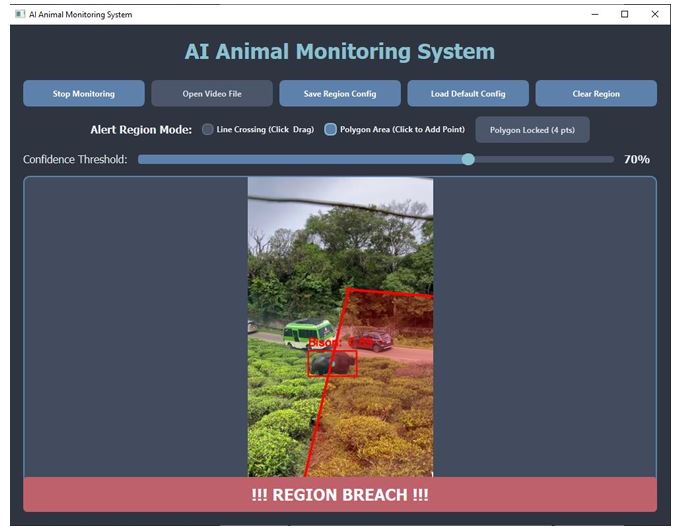 AI Animal Monitoring System
AI Animal Monitoring System
Stop Monitoring
Open Video File
Save Region Config
Load Default Config
Clear Region
Alert Region Mode:
Line Crossing (Click Drag)
Polygon Area (Click to Add Point)
Polygon Locked (4 pts)
Confidence Threshold:
70%
Bison:
!!! REGION BREACH !!!